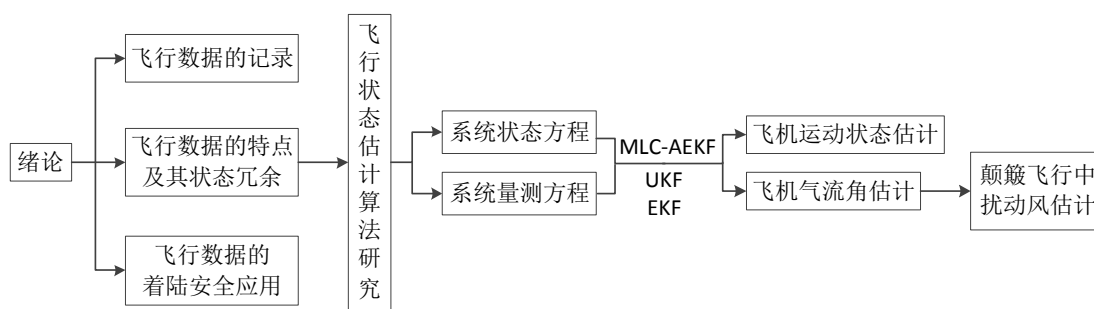 绪论
飞行数据的记录
飞行数据的特点
及其状态冗余
飞行数据的
着陆安全应用
飞
行
状
态
估
计
算
法
研
究
系统状态方程
系统量测方程
MLC-AEKF
UKF
EKF
飞机运动状态估计
飞机气流角估计
颠簸飞行中
扰动风估计